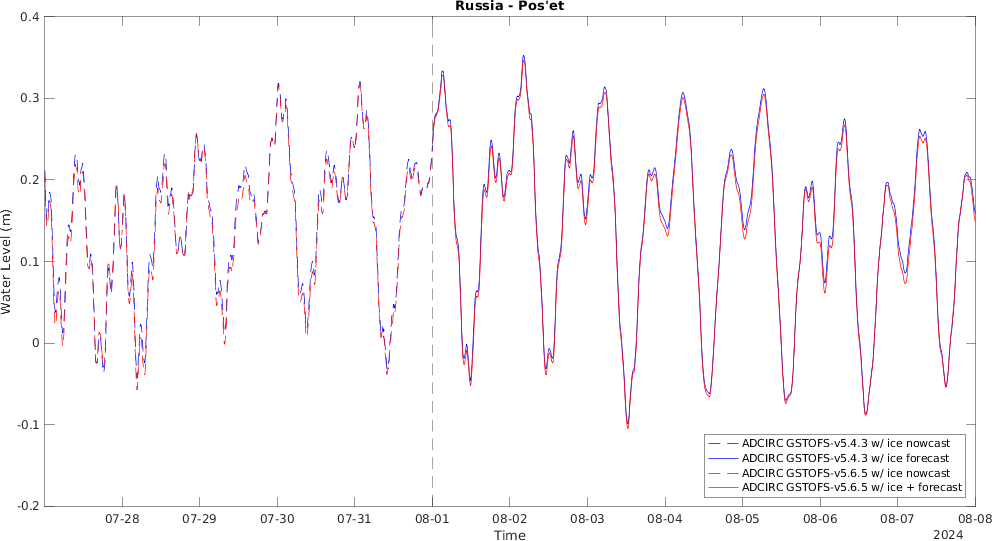 Russia - Pos'et
0.4
0.3
0.2
0.1
0
-0.1
-0.2
Water Level (m)
07-28 07-29 07-30 07-31 08-01 08-02 08-03 08-04 08-05 08-06 08-07 08-08
Time
2024
ADCIRC GSTOFS-v5.4.3 w/ ice nowcast
ADCIRC GSTOFS-v5.4.3 w/ ice forecast
ADCIRC GSTOFS-v5.6.5 w/ ice nowcast
ADCIRC GSTOFS-v5.6.5 w/ ice + forecast